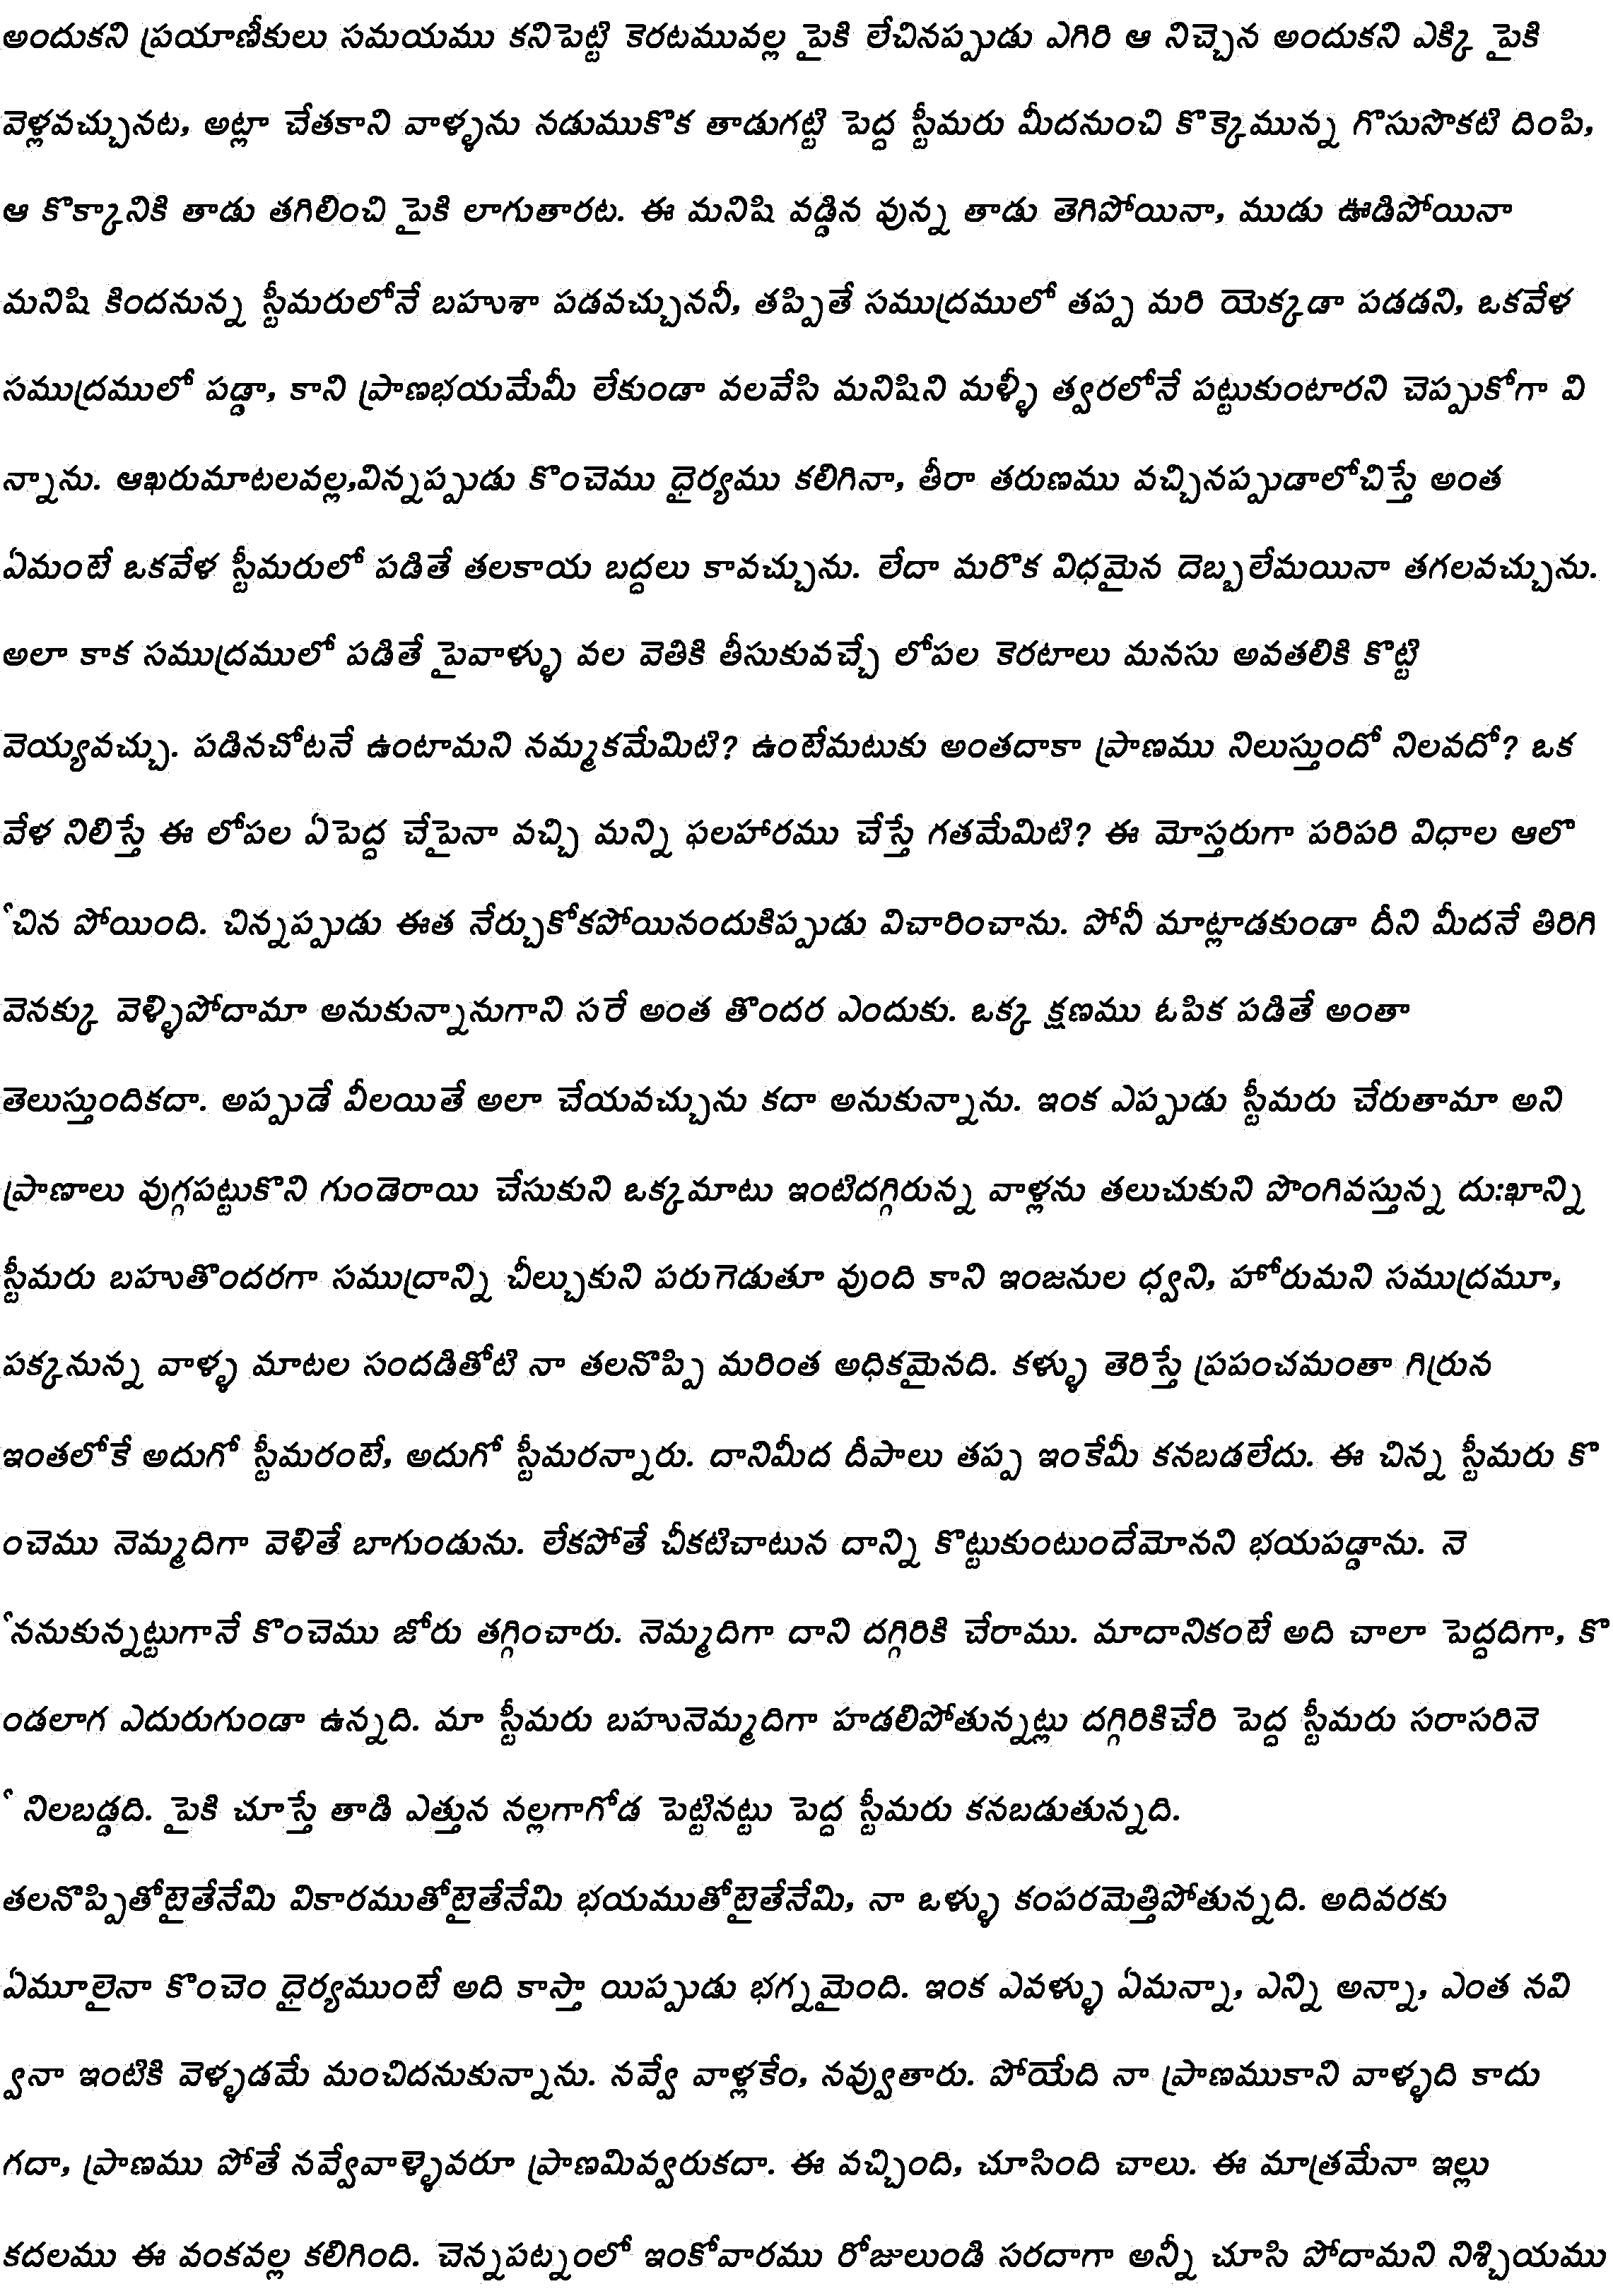 అందుకని ప్రయాణీకులు సమయము కనిపెట్టి కెరటమువల్ల పైకి లేచినప్పుడు ఎగిరి ఆ నిచ్చెన అందుకని ఎక్కి పైకి
వెళ్లవచ్చునట, అట్లా చేతకాని వాళ్ళను నడుముకొక తాడుగట్టి పెద్ద స్టీమరు మీదనుంచి కొక్కెమున్న గొసుసొకటి దింపి,
ఆ కొక్కానికి తాడు తగిలించి పైకి లాగుతారట. ఈ మనిషి వడ్డిన వున్న తాడు తెగిపోయినా, ముడు ఊడిపోయినా
మనిషి కిందనున్న స్టీమరులోనే బహుశా పడవచ్చుననీ, తప్పితే సముద్రములో తప్ప మరి యెక్కడా పడడని, ఒకవేళ
సముద్రములో పడ్డా, కాని ప్రాణభయమేమీ లేకుండా వలవేసి మనిషిని మళ్ళీ త్వరలోనే పట్టుకుంటారని చెప్పుకోగా వి
న్నాను. ఆఖరుమాటలవల్ల,విన్నప్పుడు కొంచెము ధైర్యము కలిగినా, తీరా తరుణము వచ్చినప్పుడాలోచిస్తే అంత
ఏమంటే ఒకవేళ స్టీమరులో పడితే తలకాయ బద్దలు కావచ్చును. లేదా మరొక విధమైన దెబ్బలేమయినా తగలవచ్చును.
అలా కాక సముద్రములో పడితే పైవాళ్ళు వల వెతికి తీసుకువచ్చే లోపల కెరటాలు మనసు అవతలికి కొట్టి
వెయ్యవచ్చు. పడినచోటనే ఉంటామని నమ్మకమేమిటి? ఉంటేమటుకు అంతదాకా ప్రాణము నిలుస్తుందో నిలవదో? ఒక
వేళ నిలిస్తే ఈ లోపల ఏపెద్ద చేపైనా వచ్చి మన్ని ఫలహారము చేస్తే గతమేమిటి? ఈ మోస్తరుగా పరిపరి విధాల ఆలొ
ేచిన పోయింది. చిన్నప్పుడు ఈత నేర్చుకోకపోయినందుకిప్పుడు విచారించాను. పోనీ మాట్లాడకుండా దీని మీదనే తిరిగి
వెనక్కు వెళ్ళిపోదామా అనుకున్నానుగాని సరే అంత తొందర ఎందుకు. ఒక్క క్షణము ఓపిక పడితే అంతా
తెలుస్తుందికదా. అప్పుడే వీలయితే అలా చేయవచ్చును కదా అనుకున్నాను. ఇంక ఎప్పుడు స్టీమరు చేరుతామా అని
ప్రాణాలు వుగ్గపట్టుకొని గుండెరాయి చేసుకుని ఒక్కమాటు ఇంటిదగ్గిరున్న వాళ్లను తలుచుకుని పొంగివస్తున్న దు:ఖాన్ని
స్టీమరు బహుతొందరగా సముద్రాన్ని చీల్చుకుని పరుగెడుతూ వుంది కాని ఇంజనుల ధ్వని, హోరుమని సముద్రమూ,
పక్కనున్న వాళ్ళ మాటల సందడితోటి నా తలనొప్పి మరింత అధికమైనది. కళ్ళు తెరిస్తే ప్రపంచమంతా గిర్రున
ఇంతలోకే అదుగో స్టీమరంటే, అదుగో స్టీమరన్నారు. దానిమీద దీపాలు తప్ప ఇంకేమీ కనబడలేదు. ఈ చిన్న స్టీమరు కొ
ంచెము నెమ్మదిగా వెళితే బాగుండును. లేకపోతే చీకటిచాటున దాన్ని కొట్టుకుంటుందేమోనని భయపడ్డాను. నె
ేననుకున్నట్టుగానే కొంచెము జోరు తగ్గించారు. నెమ్మదిగా దాని దగ్గిరికి చేరాము. మాదానికంటే అది చాలా పెద్దదిగా, కొ
ండలాగ ఎదురుగుండా ఉన్నది. మా స్టీమరు బహునెమ్మదిగా హడలిపోతున్నట్లు దగ్గిరికిచేరి పెద్ద స్టీమరు సరాసరినె
ే నిలబడ్డది. పైకి చూస్తే తాడి ఎత్తున నల్లగాగోడ పెట్టినట్టు పెద్ద స్టీమరు కనబడుతున్నది.
తలనొప్పితోటైతేనేమి వికారముతోటైతేనేమి భయముతోటైతేనేమి, నా ఒళ్ళు కంపరమెత్తిపోతున్నది. అదివరకు
ఏమూలైనా కొంచెం ధైర్యముంటే అది కాస్తా యిప్పుడు భగ్నమైంది. ఇంక ఎవళ్ళు ఏమన్నా, ఎన్ని అన్నా, ఎంత నవి
్వనా ఇంటికి వెళ్ళడమే మంచిదనుకున్నాను. నవ్వే వాళ్లకేం, నవ్వుతారు. పోయేది నా ప్రాణముకాని వాళ్ళది కాదు
గదా, ప్రాణము పోతే నవ్వేవాళ్ళెవరూ ప్రాణమివ్వరుకదా. ఈ వచ్చింది, చూసింది చాలు. ఈ మాత్రమేనా ఇల్లు
కదలము ఈ వంకవల్ల కలిగింది. చెన్నపట్నంలో ఇంకోవారము రోజులుండి సరదాగా అన్నీ చూసి పోదామని నిశ్చియము